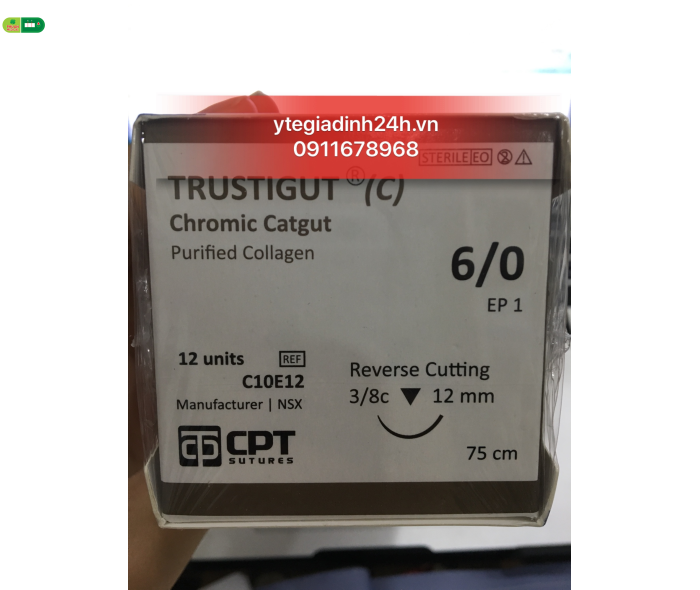 ytegiadinh24h.vn
0911678968
STERILE EO
TRUSTIGUT ® (C)
Chromic Catgut
Purified Collagen
6/0
EP 1
12 units REF
C10E12
Manufacturer | NSX
Reverse Cutting
3/8c ▼ 12 mm
CPT
SUTURES
75 cm